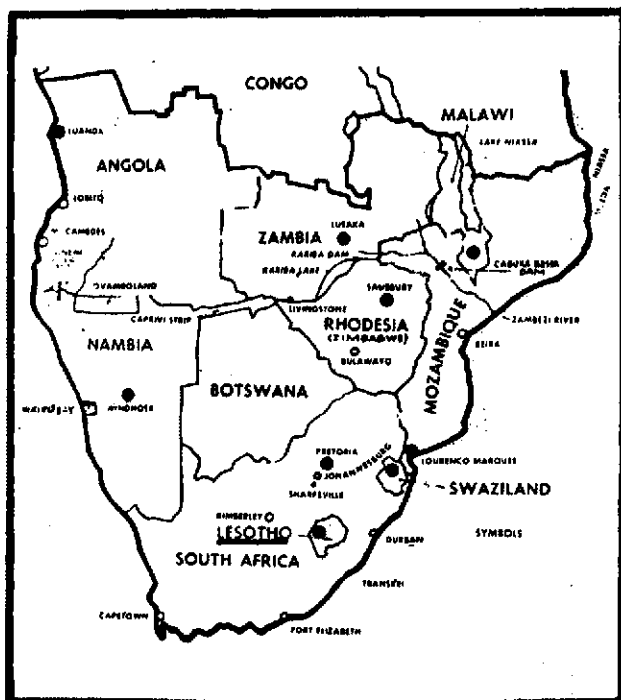 CONGO
MALAWI
LAKE NIASSA
LUANDA
ANGOLA
LOBITO
LUSAKA
ZAMBIA
KARIBA DAM
KARIBA LAKE
CABORA BASSA
DAM
OVAMBOLAND
SALISBURY
LIVINGSTONE
CAPRIVI STRIP
ZAMBEZI RIVER
RHODESIA
(ZIMBABWE)
NAMBIA
BEIRA
BULAWAYO
MOZAMBIQUE
BOTSWANA
WINDHOEK
WALVIS BAY
PRETORIA
JOHANNESBURG
LOURENCO MARQUES
SHARPEVILLE
SWAZILAND
KIMBERLEY
LESOTHO
DURBAN
SYMBOLS
SOUTH AFRICA
TRANSKEI
CAPETOWN
PORT ELIZABETH